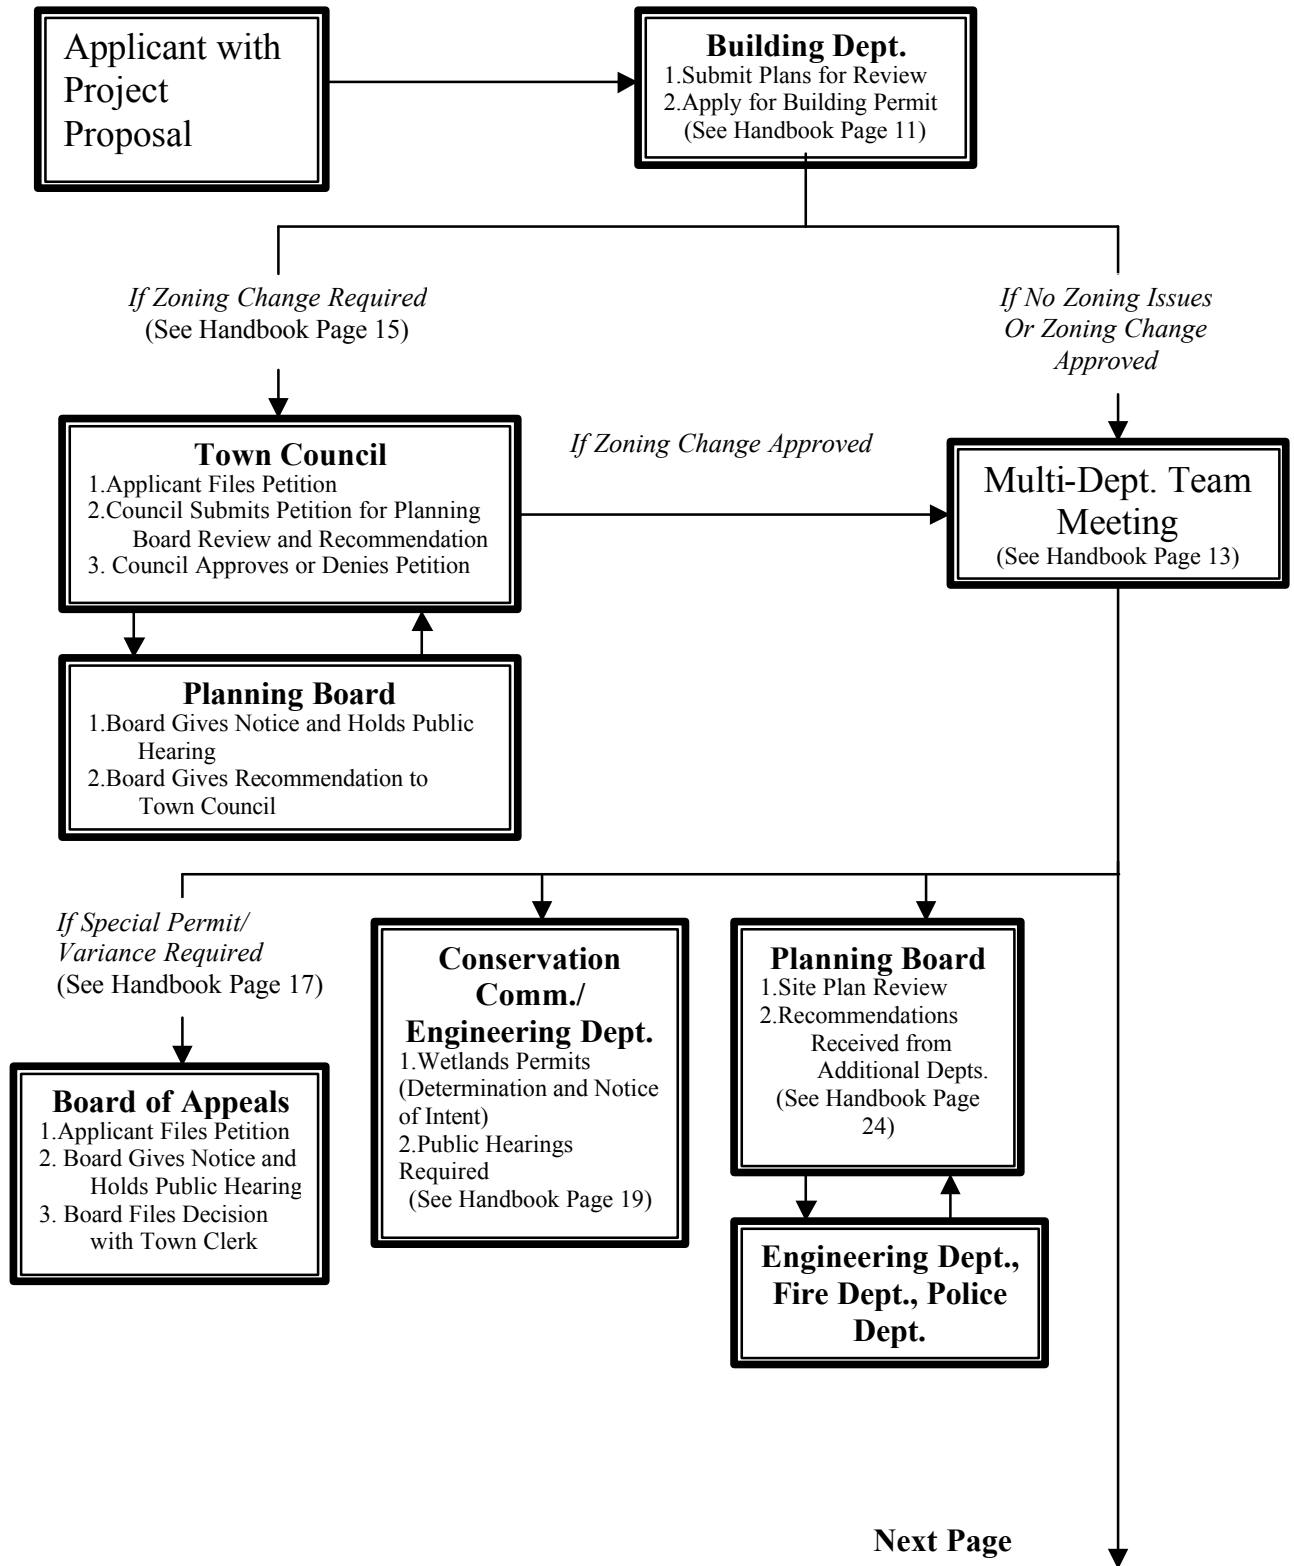 Applicant with
Project
Proposal
Building Dept.
1.Submit Plans for Review
2.Apply for Building Permit
(See Handbook Page 11)
If Zoning Change Required
(See Handbook Page 15)
If No Zoning Issues
Or Zoning Change
Approved
Town Council
1.Applicant Files Petition
2.Council Submits Petition for Planning
Board Review and Recommendation
3. Council Approves or Denies Petition
If Zoning Change Approved
Multi-Dept. Team
Meeting
(See Handbook Page 13)
Planning Board
1.Board Gives Notice and Holds Public
Hearing
2.Board Gives Recommendation to
Town Council
If Special Permit/
Variance Required
(See Handbook Page 17)
Board of Appeals
1.Applicant Files Petition
2. Board Gives Notice and
Holds Public Hearing
3. Board Files Decision
with Town Clerk
Conservation
Comm./
Engineering Dept.
1.Wetlands Permits
(Determination and Notice
of Intent)
2.Public Hearings
Required
(See Handbook Page 19)
Planning Board
1.Site Plan Review
2.Recommendations
Received from
Additional Depts.
(See Handbook Page
24)
Engineering Dept.,
Fire Dept., Police
Dept.
Next Page